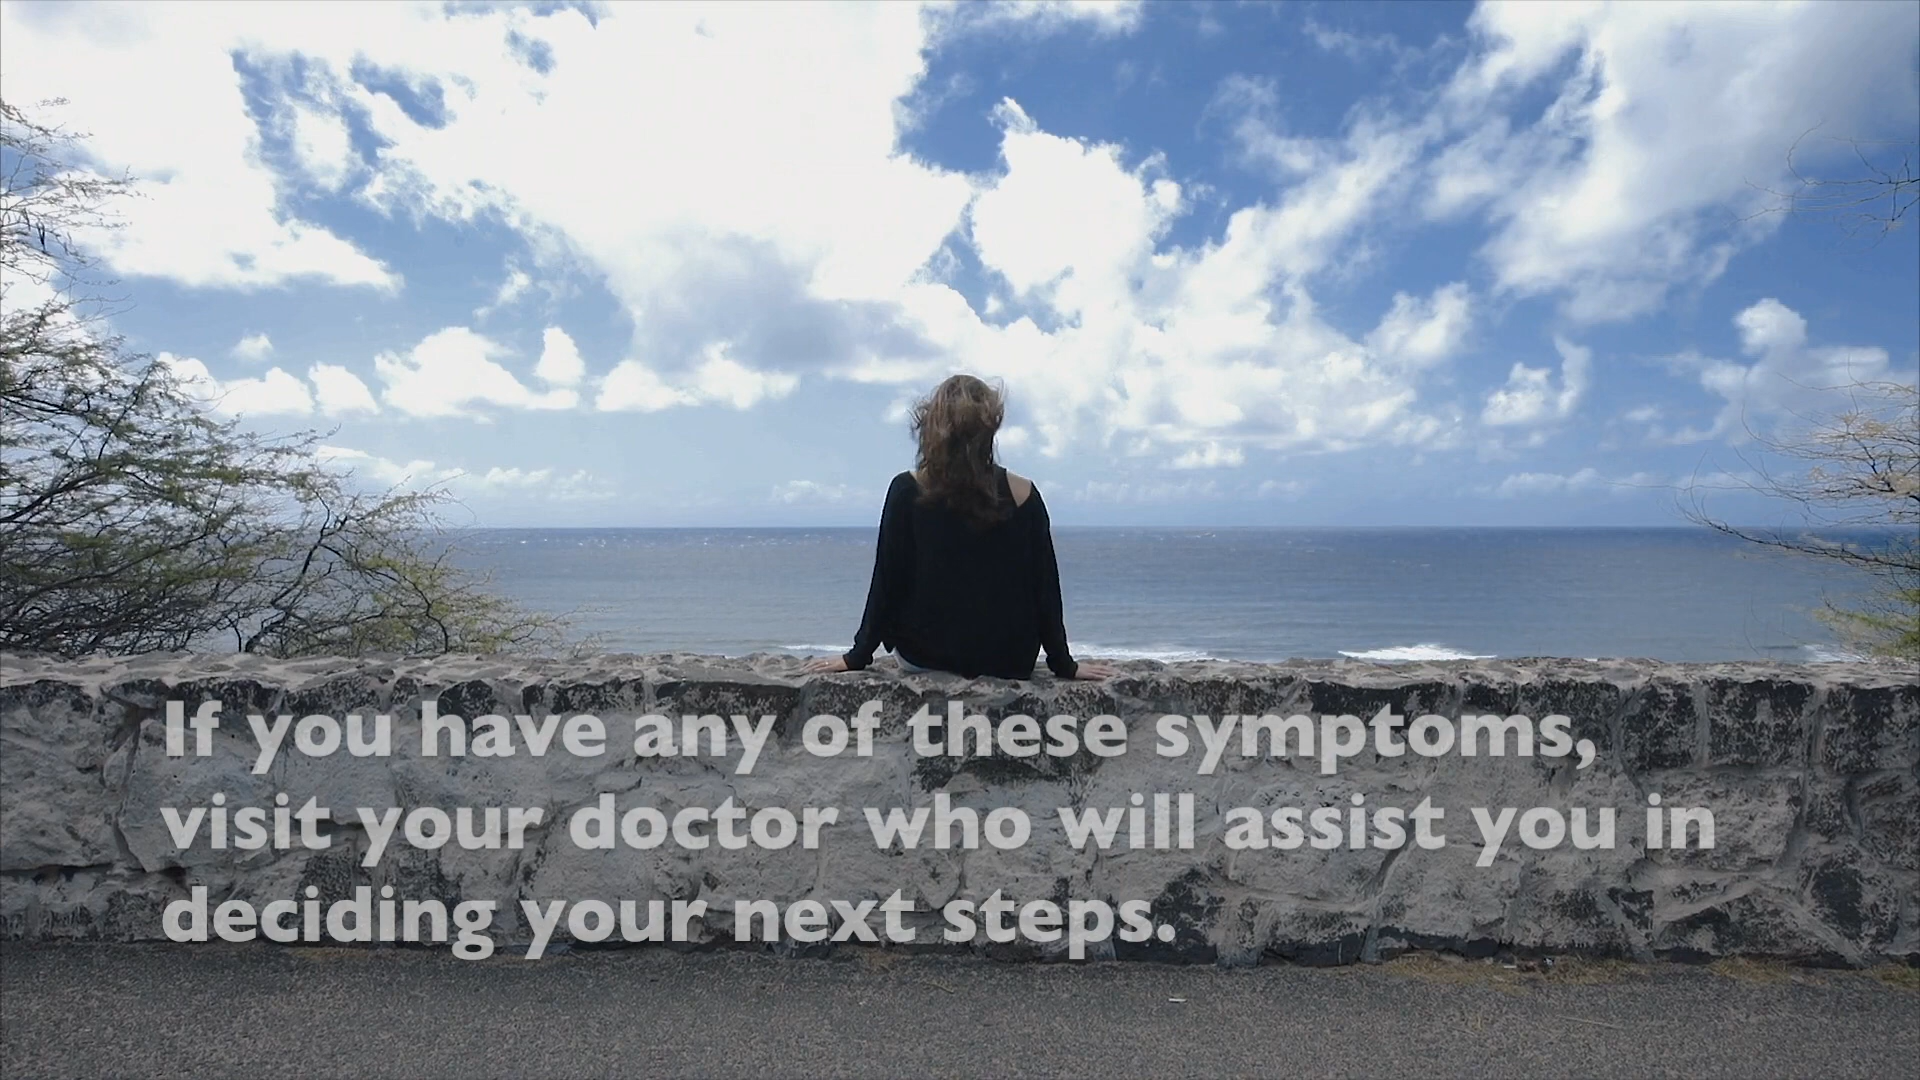 If you have any of these symptoms,
visit your doctor who will assist you in
deciding your next steps.